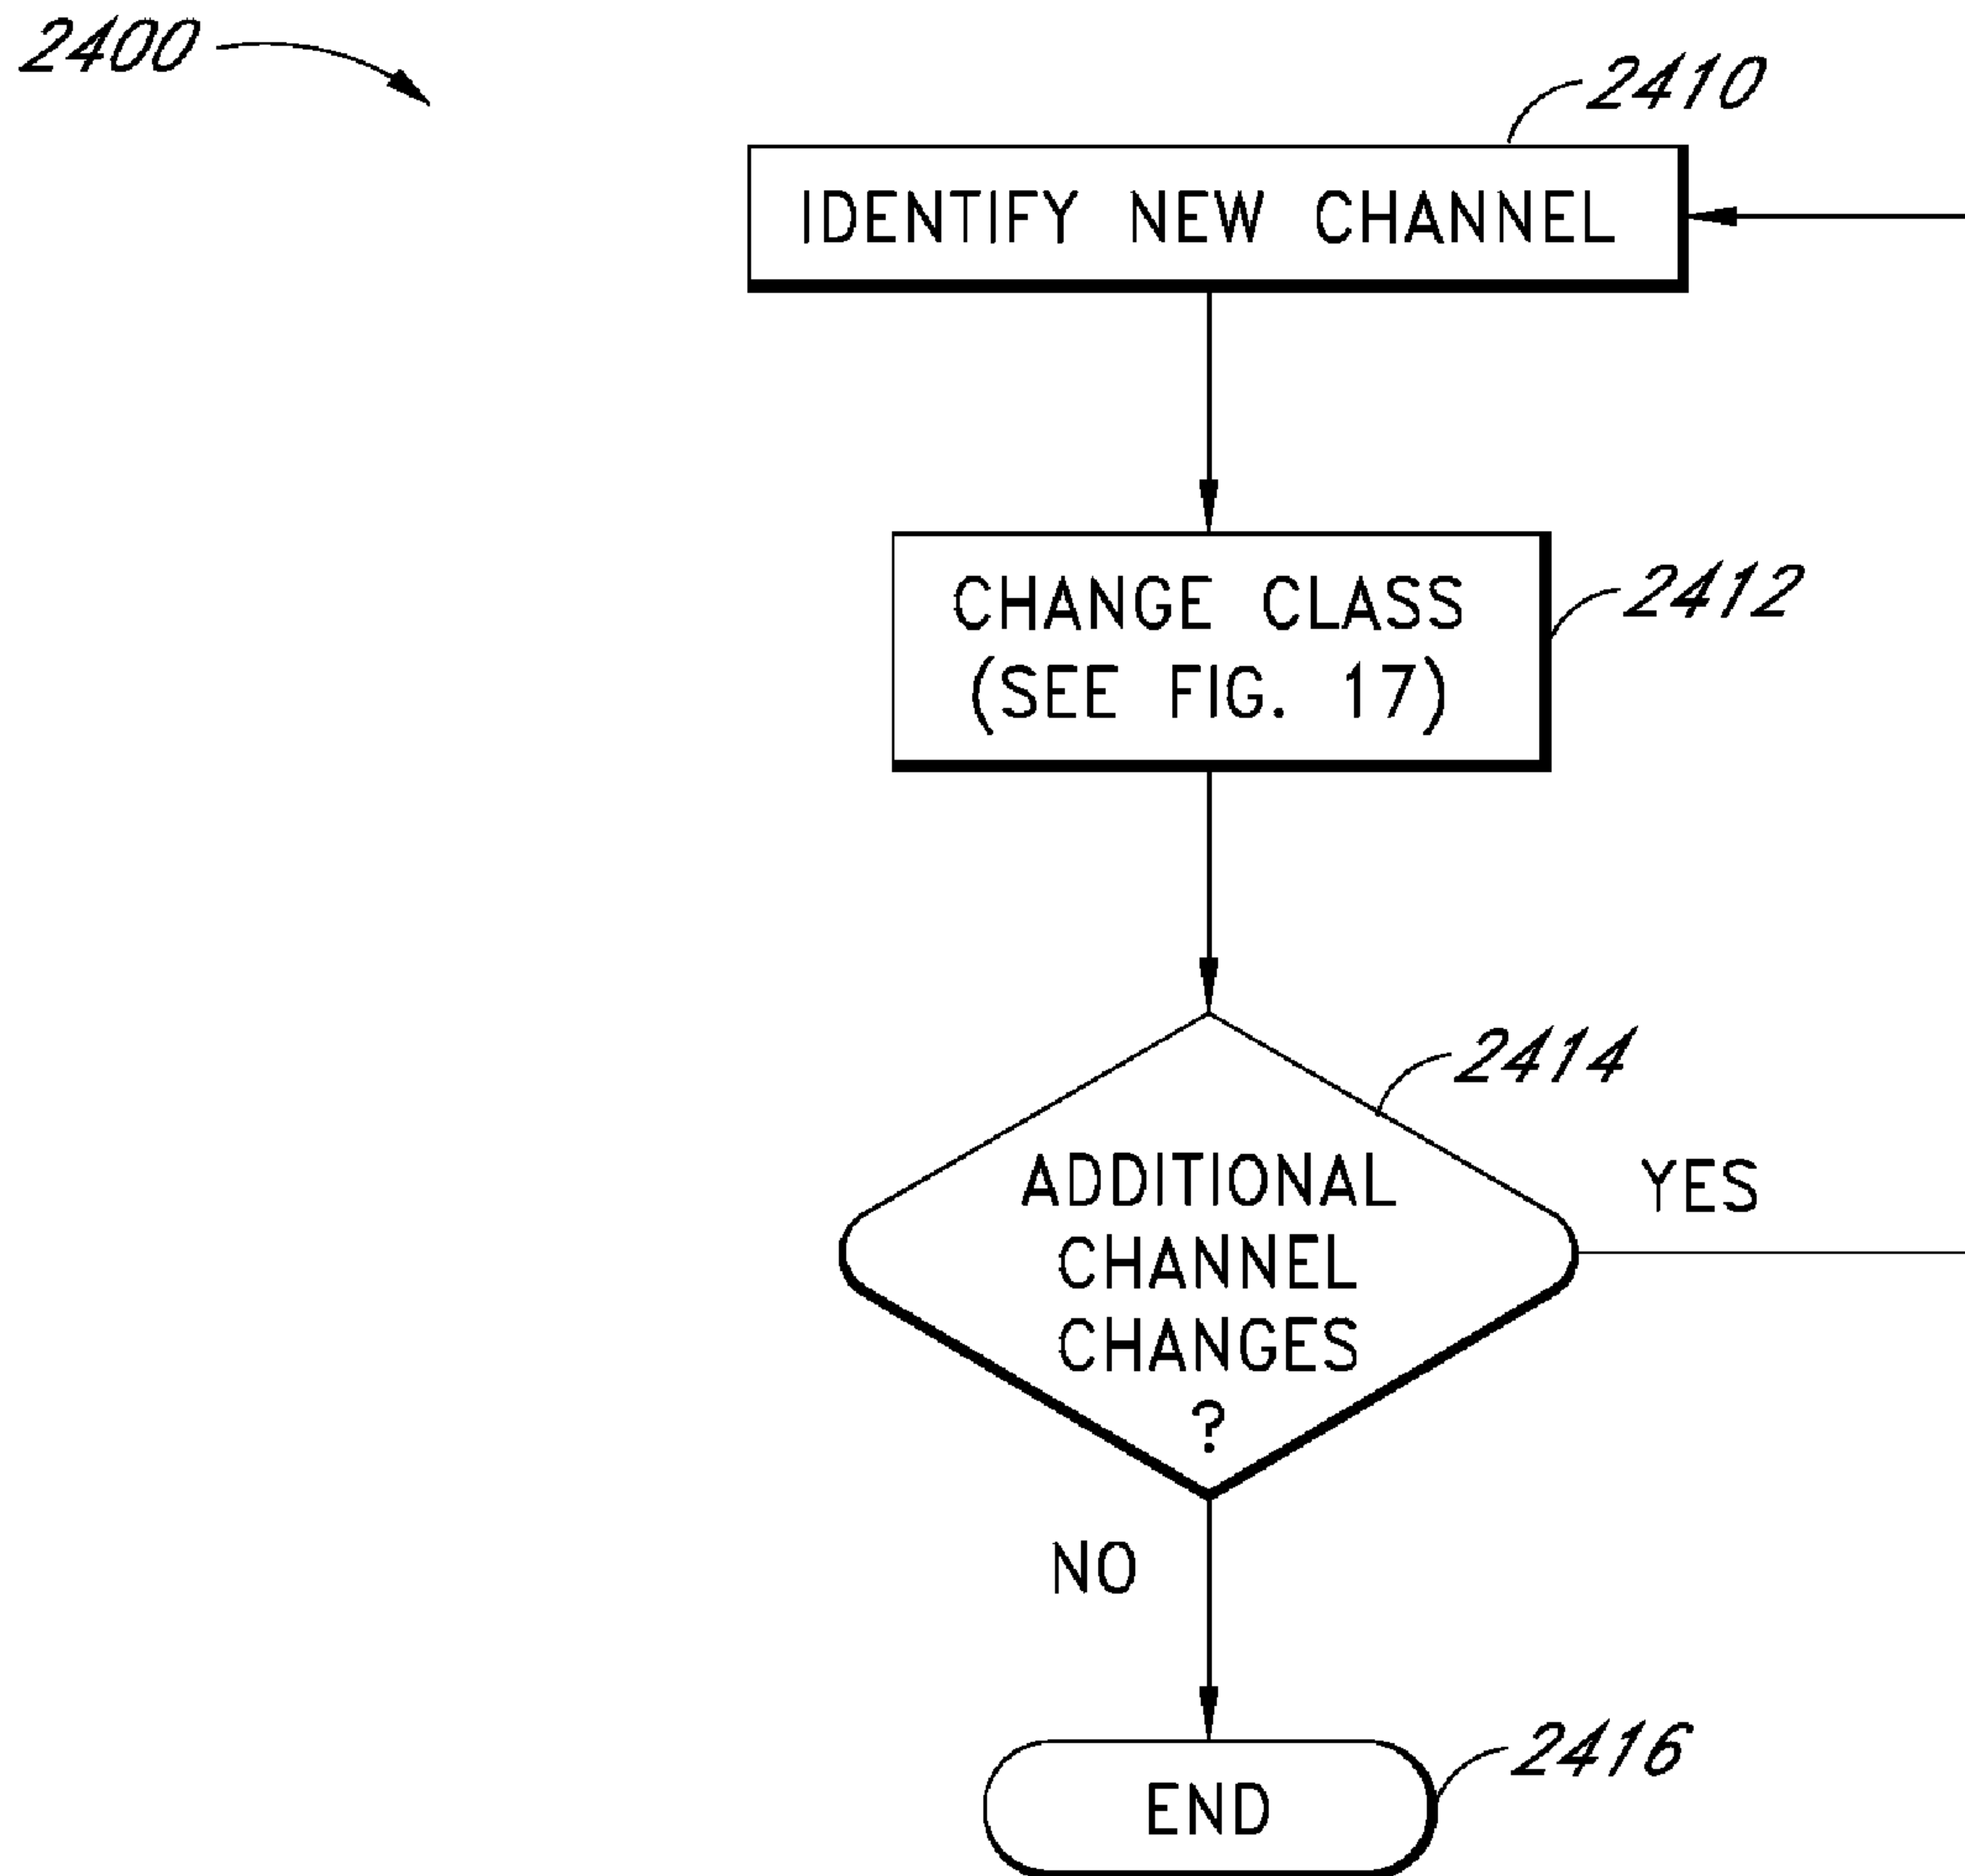 2400
2410
IDENTIFY NEW CHANNEL
CHANGE CLASS
(SEE FIG. 17)
2412
2414
ADDITIONAL
CHANNEL
CHANGES
?
YES
NO
2416
END